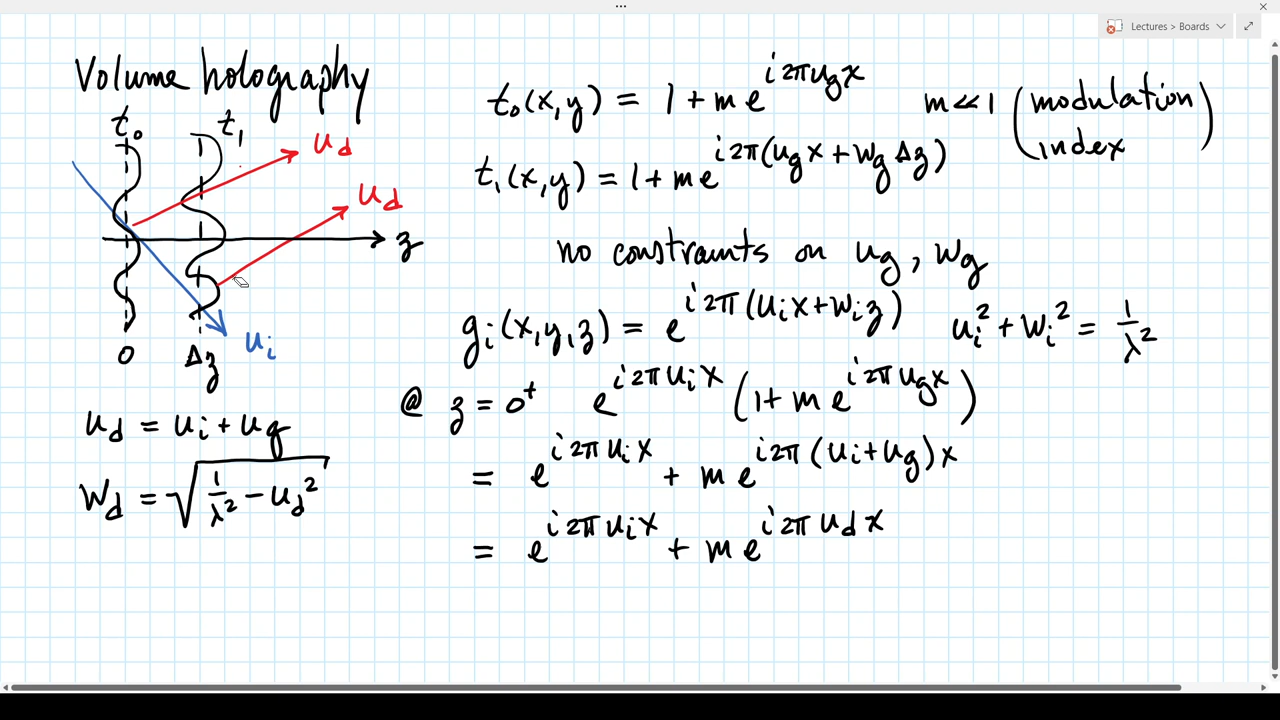 Lectures > Boards
Volume holography
t₀
t₁
u_d
u_d
z
0
Δz
u_i
u_d = u_i + u_g
w_d = √(1/λ² − u_d²)
t₀(x,y) = 1 + m e^{i2πu_g x}
m ≪ 1 (modulation index)
t₁(x,y) = 1 + m e^{i2π(u_g x + w_g Δz)}
no constraints on u_g, w_g
g_i(x,y,z) = e^{i2π(u_i x + w_i z)}
u_i² + w_i² = 1/λ²
@ z = 0⁺ e^{i2πu_i x} (1 + m e^{i2πu_g x})
= e^{i2πu_i x} + m e^{i2π(u_i + u_g)x}
= e^{i2πu_i x} + m e^{i2πu_d x}